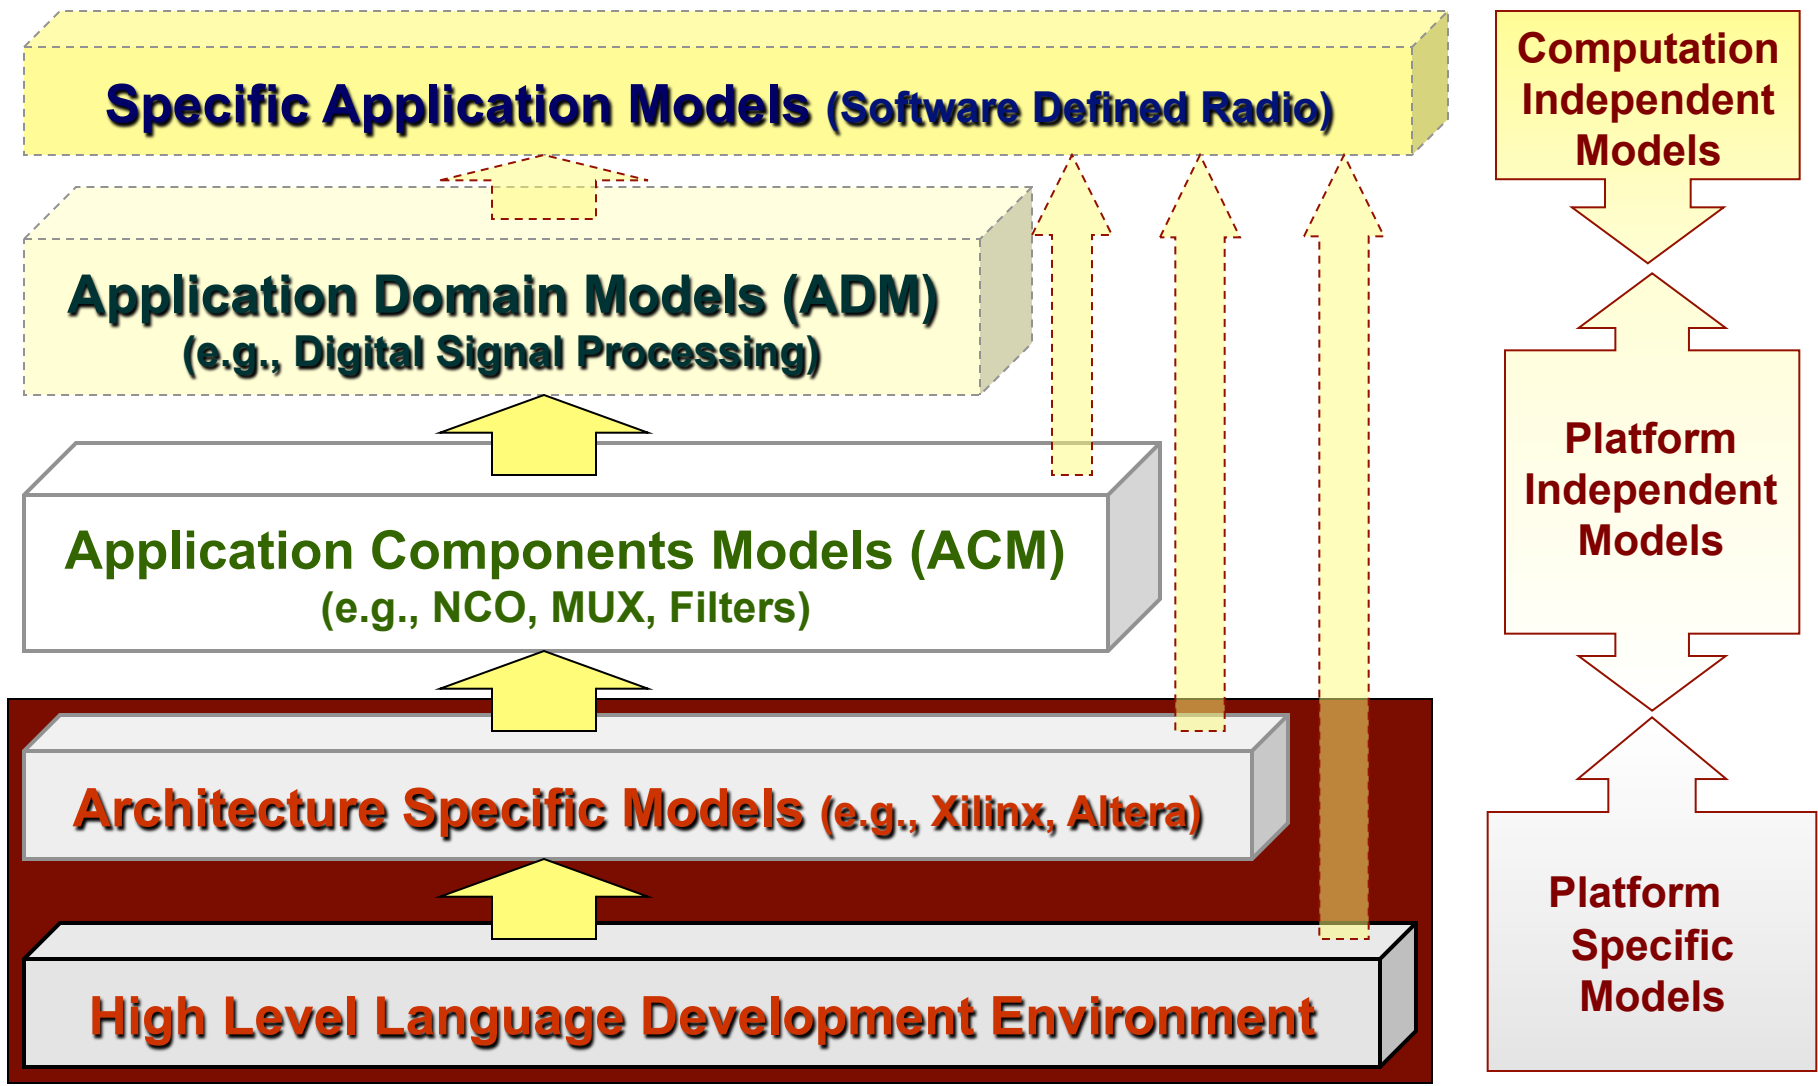 Specific Application Models (Software Defined Radio)
Application Domain Models (ADM)
(e.g., Digital Signal Processing)
Application Components Models (ACM)
(e.g., NCO, MUX, Filters)
Architecture Specific Models (e.g., Xilinx, Altera)
High Level Language Development Environment
Computation
Independent
Models
Platform
Independent
Models
Platform
Specific
Models